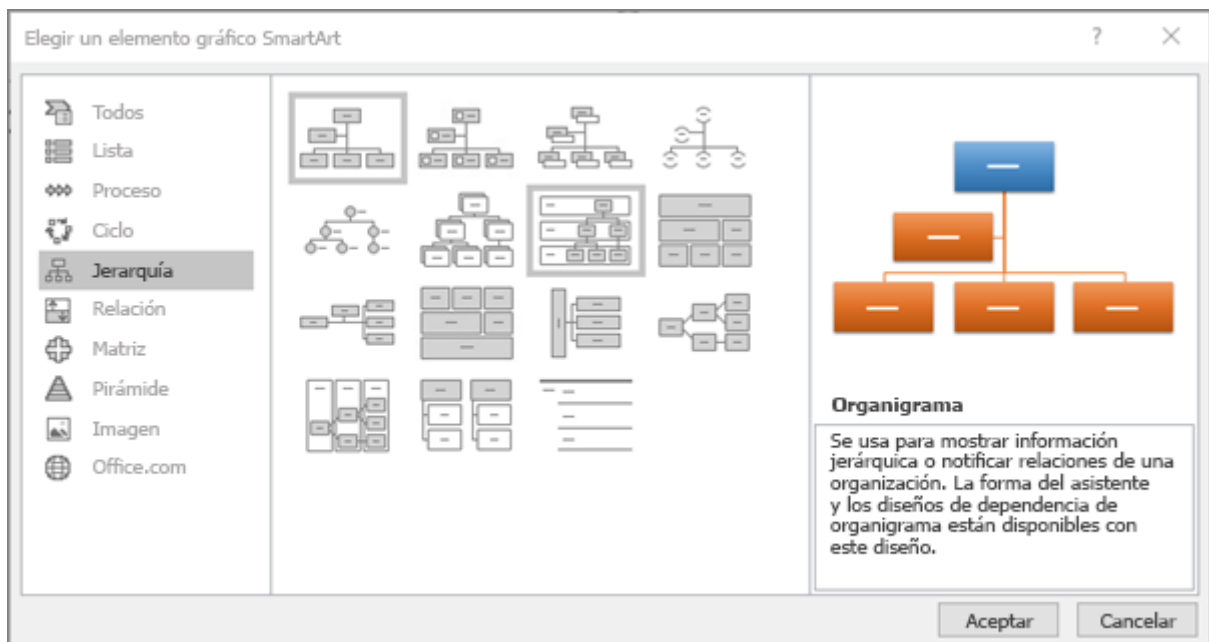 Elegir un elemento gráfico SmartArt
?
Todos
Lista
Proceso
Ciclo
Jerarquía
Relación
Matriz
Pirámide
Imagen
Office.com
Organigrama
Se usa para mostrar información
jerárquica o notificar relaciones de una
organización. La forma del asistente
y los diseños de dependencia de
organigrama están disponibles con
este diseño.
Aceptar
Cancelar